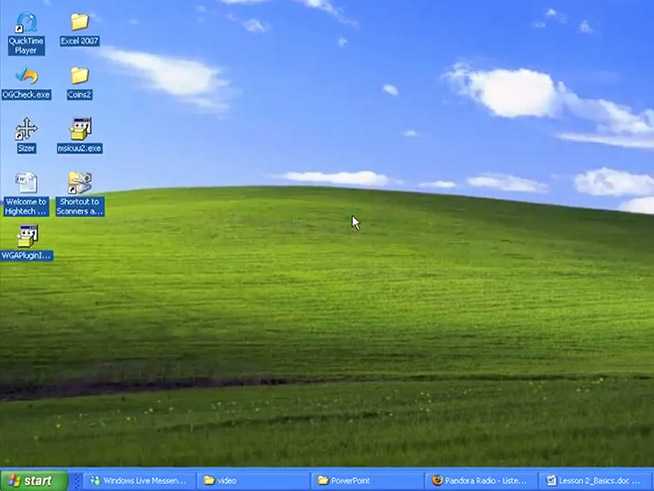 QuickTime
Player
Excel 2007
OGCheck.exe
Coins2
Sizer
msicuu2.exe
Welcome to
Hightech ...
Shortcut to
Scanners a...
WGAPluginI...
start
Windows Live Messen...
video
PowerPoint
Pandora Radio - Liste...
Lesson 2_Basics.doc ...